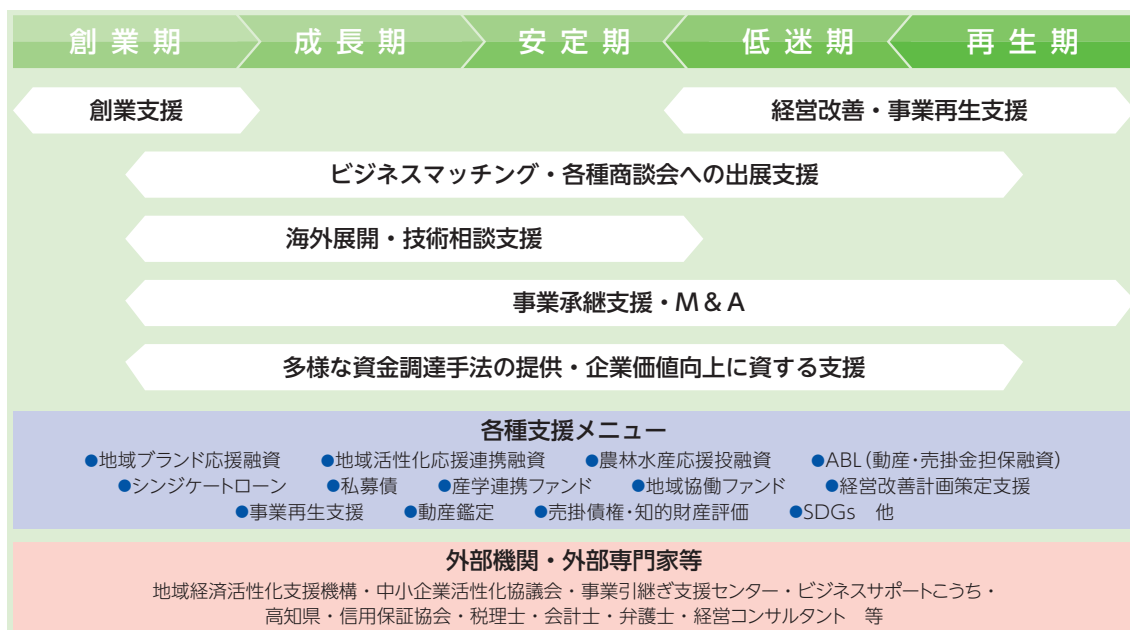 創業期 成長期 安定期 低迷期 再生期
創業支援 経営改善・事業再生支援
ビジネスマッチング・各種商談会への出展支援
海外展開・技術相談支援
事業承継支援・M&A
多様な資金調達手法の提供・企業価値向上に資する支援
各種支援メニュー
●地域ブランド応援融資 ●地域活性化応援連携融資 ●農林水産応援投融資 ●ABL(動産・売掛金担保融資)
●シンジケートローン ●私募債 ●産学連携ファンド ●地域協働ファンド ●経営改善計画策定支援
●事業再生支援 ●動産鑑定 ●売掛債権・知的財産評価 ●SDGs 他
外部機関・外部専門家等
地域経済活性化支援機構・中小企業活性化協議会・事業引継ぎ支援センター・ビジネスサポートこうち・
高知県・信用保証協会・税理士・会計士・弁護士・経営コンサルタント 等